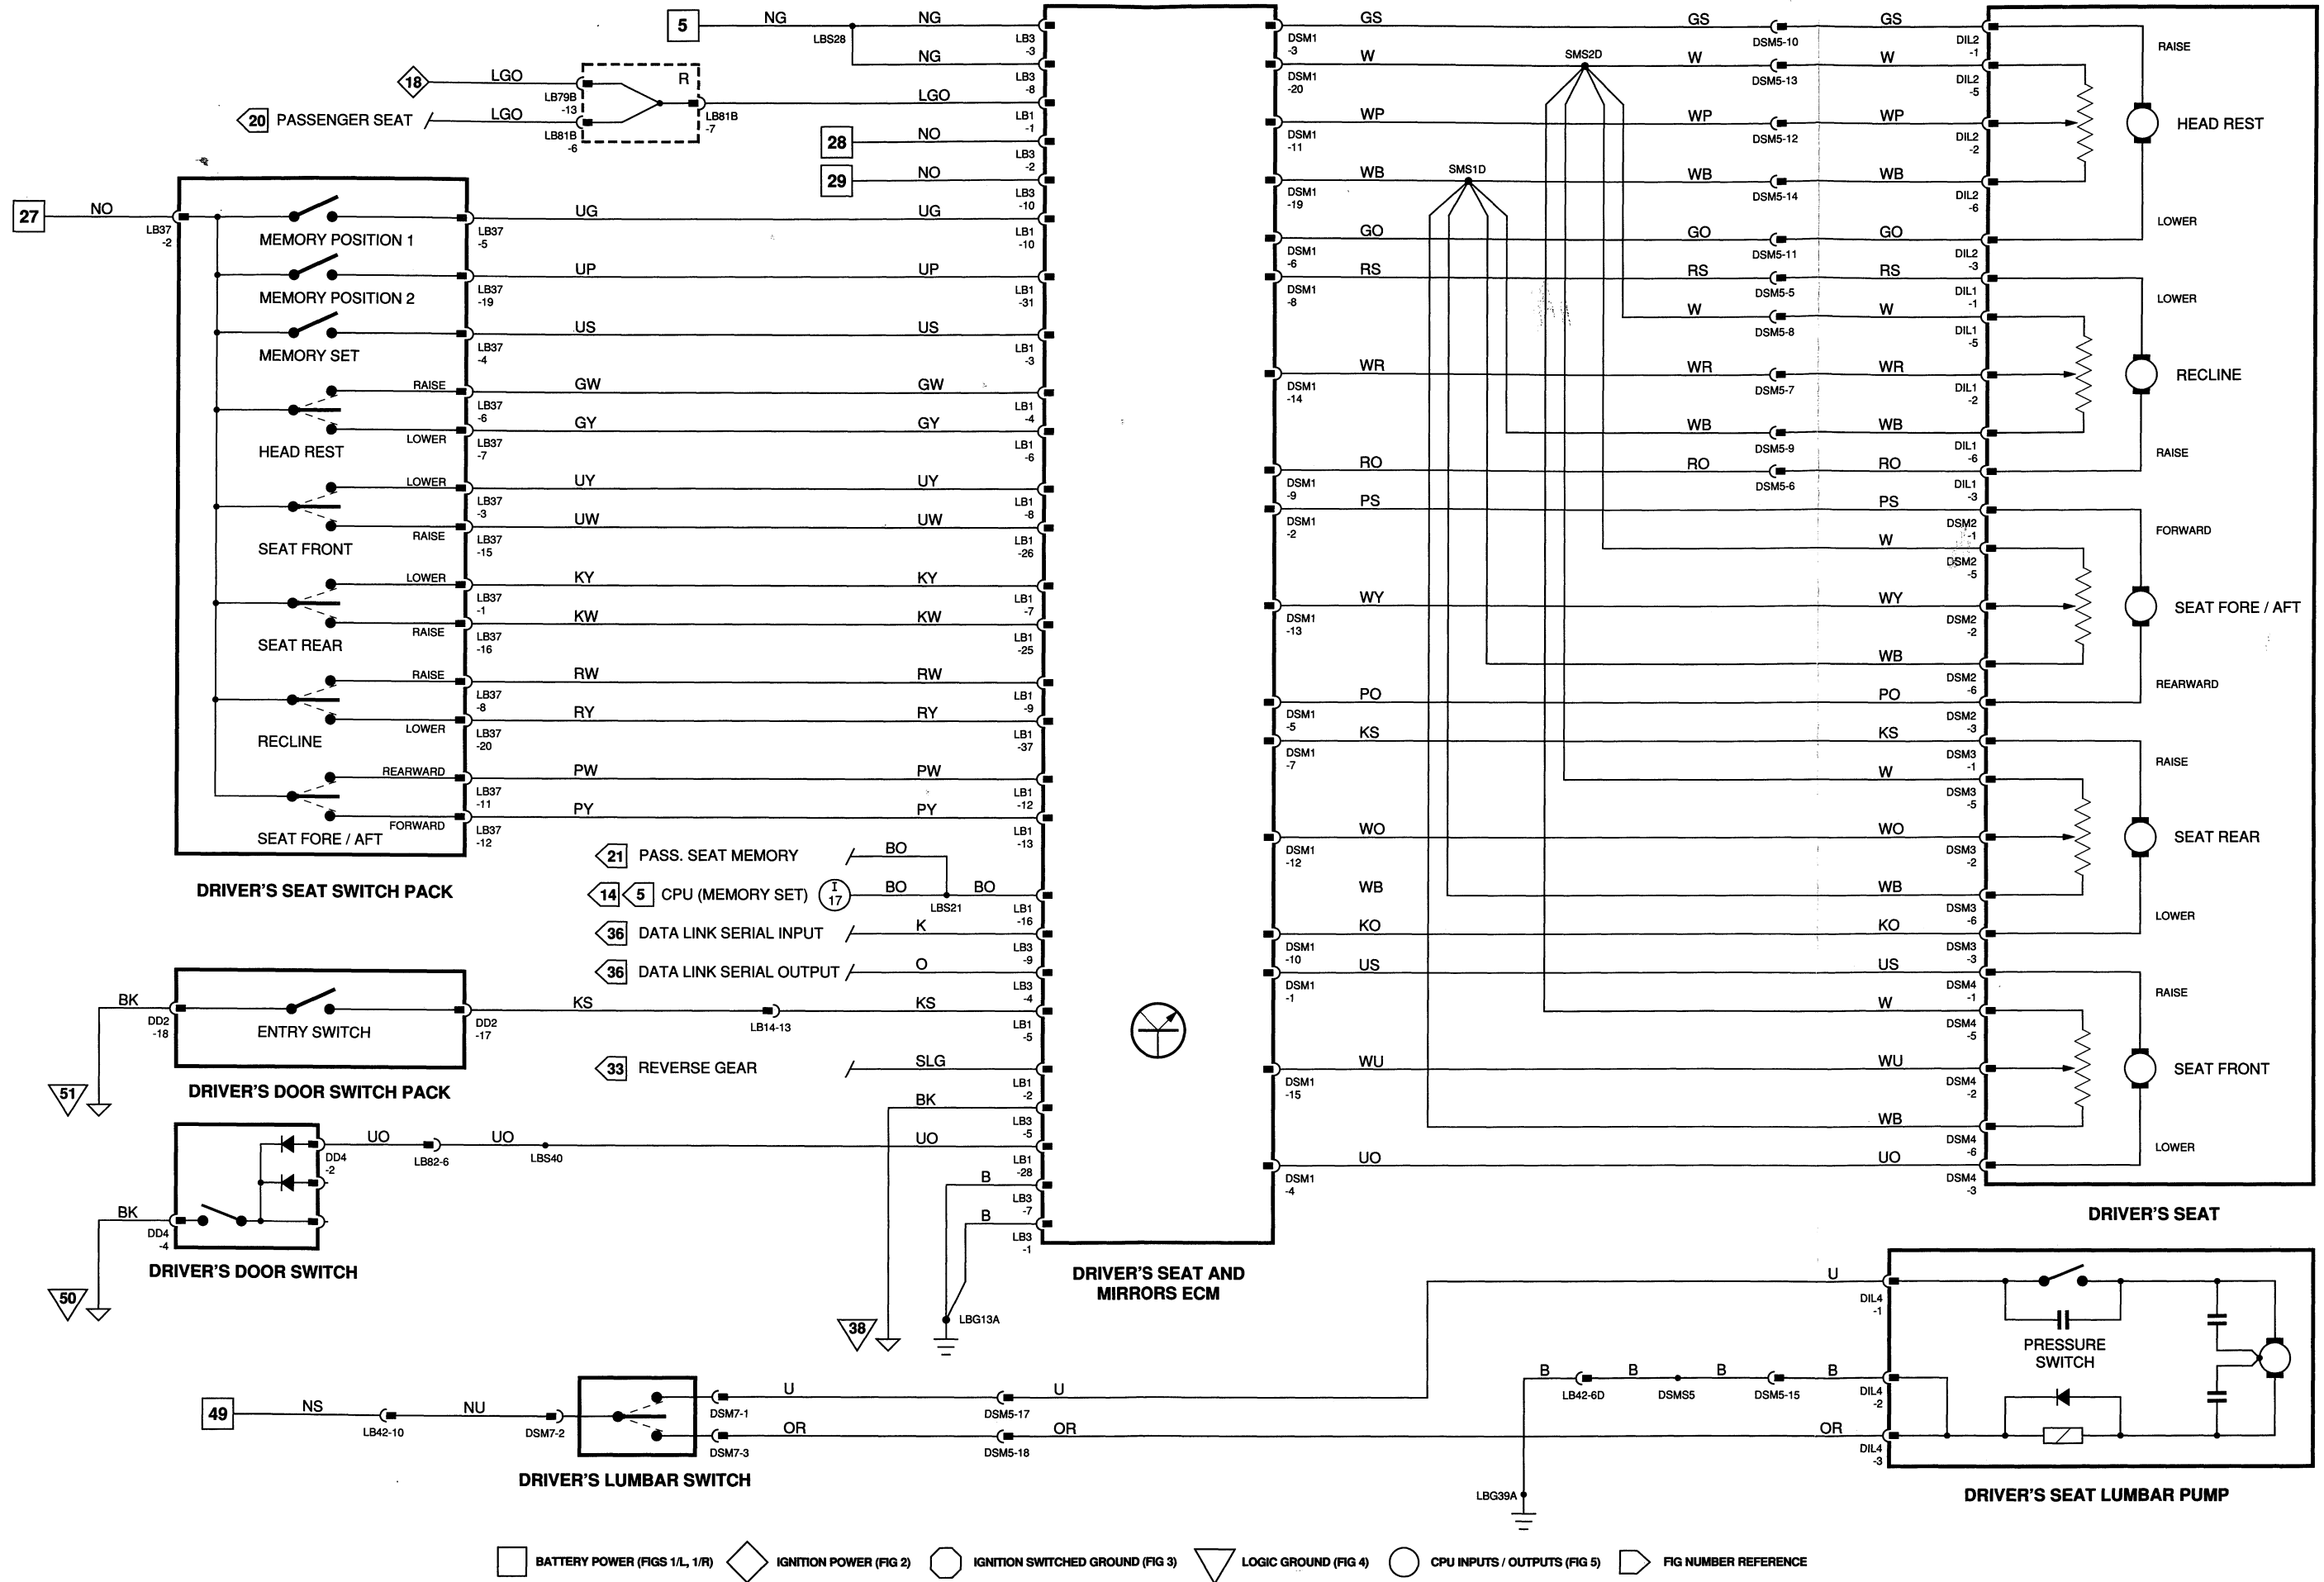 5
NG
NG
LBS28
LB3
-3
NG
LB3
-8
18
LGO
LB79B
-13
R
20 PASSENGER SEAT
LGO
LB81B
-6
LB81B
-7
LGO
LB1
-1
28
NO
LB3
-2
29
NO
LB3
-10
27
NO
LB37
-2
MEMORY POSITION 1
LB37
-5
UG
UG
LB1
-10
MEMORY POSITION 2
LB37
-19
UP
UP
LB1
-31
MEMORY SET
LB37
-4
US
US
LB1
-3
HEAD REST
RAISE
LB37
-6
GW
GW
LB1
-4
LOWER
LB37
-7
GY
GY
LB1
-6
SEAT FRONT
LOWER
LB37
-3
UY
UY
LB1
-8
RAISE
LB37
-15
UW
UW
LB1
-26
SEAT REAR
LOWER
LB37
-1
KY
KY
LB1
-7
RAISE
LB37
-16
KW
KW
LB1
-25
RECLINE
RAISE
LB37
-8
RW
RW
LB1
-9
LOWER
LB37
-20
RY
RY
LB1
-37
SEAT FORE / AFT
REARWARD
LB37
-11
PW
PW
LB1
-12
FORWARD
LB37
-12
PY
PY
LB1
-13
DRIVER'S SEAT SWITCH PACK
21 PASS. SEAT MEMORY
BO
14 5 CPU (MEMORY SET)
I
17
BO
LBS21
BO
LB1
-16
36 DATA LINK SERIAL INPUT
K
LB3
-9
36 DATA LINK SERIAL OUTPUT
O
LB3
-4
BK
DD2
-18
ENTRY SWITCH
DD2
-17
KS
LB14-13
KS
LB1
-5
51
DRIVER'S DOOR SWITCH PACK
33 REVERSE GEAR
SLG
LB1
-2
BK
LB3
-5
DD4
-2
UO
LB82-6
UO
LBS40
UO
LB1
-28
B
LB3
-7
B
LB3
-1
BK
DD4
-4
DRIVER'S DOOR SWITCH
50
38
LBG13A
DRIVER'S SEAT AND
MIRRORS ECM
DSM1
-3
GS
GS
DSM5-10
GS
DIL2
-1
RAISE
DSM1
-20
W
SMS2D
W
DSM5-13
W
DIL2
-5
DSM1
-11
WP
WP
DSM5-12
WP
DIL2
-2
HEAD REST
DSM1
-19
WB
SMS1D
WB
DSM5-14
WB
DIL2
-6
LOWER
DSM1
-6
GO
GO
DSM5-11
GO
DIL2
-3
DSM1
-8
RS
RS
DSM5-5
RS
DIL1
-1
LOWER
W
DSM5-8
W
DIL1
-5
DSM1
-14
WR
WR
DSM5-7
WR
DIL1
-2
RECLINE
WB
DSM5-9
WB
DIL1
-6
RAISE
DSM1
-9
RO
RO
DSM5-6
RO
DIL1
-3
DSM1
-2
PS
PS
DSM2
-1
FORWARD
W
DSM2
-5
DSM1
-13
WY
WY
DSM2
-2
SEAT FORE / AFT
WB
DSM2
-6
REARWARD
DSM1
-5
PO
PO
DSM2
-3
DSM1
-7
KS
KS
DSM3
-1
RAISE
W
DSM3
-5
DSM1
-12
WO
WO
DSM3
-2
SEAT REAR
WB
WB
DSM3
-6
LOWER
DSM1
-10
KO
KO
DSM3
-3
DSM1
-1
US
US
DSM4
-1
RAISE
W
DSM4
-5
DSM1
-15
WU
WU
DSM4
-2
SEAT FRONT
WB
DSM4
-6
LOWER
DSM1
-4
UO
UO
DSM4
-3
DRIVER'S SEAT
49
NS
LB42-10
NU
DSM7-2
DSM7-1
U
DSM5-17
U
U
DIL4
-1
DSM7-3
OR
DSM5-18
OR
OR
DIL4
-3
DRIVER'S LUMBAR SWITCH
B
LB42-6D
B
DSMS5
B
DSM5-15
B
DIL4
-2
LBG39A
PRESSURE
SWITCH
DRIVER'S SEAT LUMBAR PUMP
BATTERY POWER (FIGS 1/L, 1/R)
IGNITION POWER (FIG 2)
IGNITION SWITCHED GROUND (FIG 3)
LOGIC GROUND (FIG 4)
CPU INPUTS / OUTPUTS (FIG 5)
FIG NUMBER REFERENCE